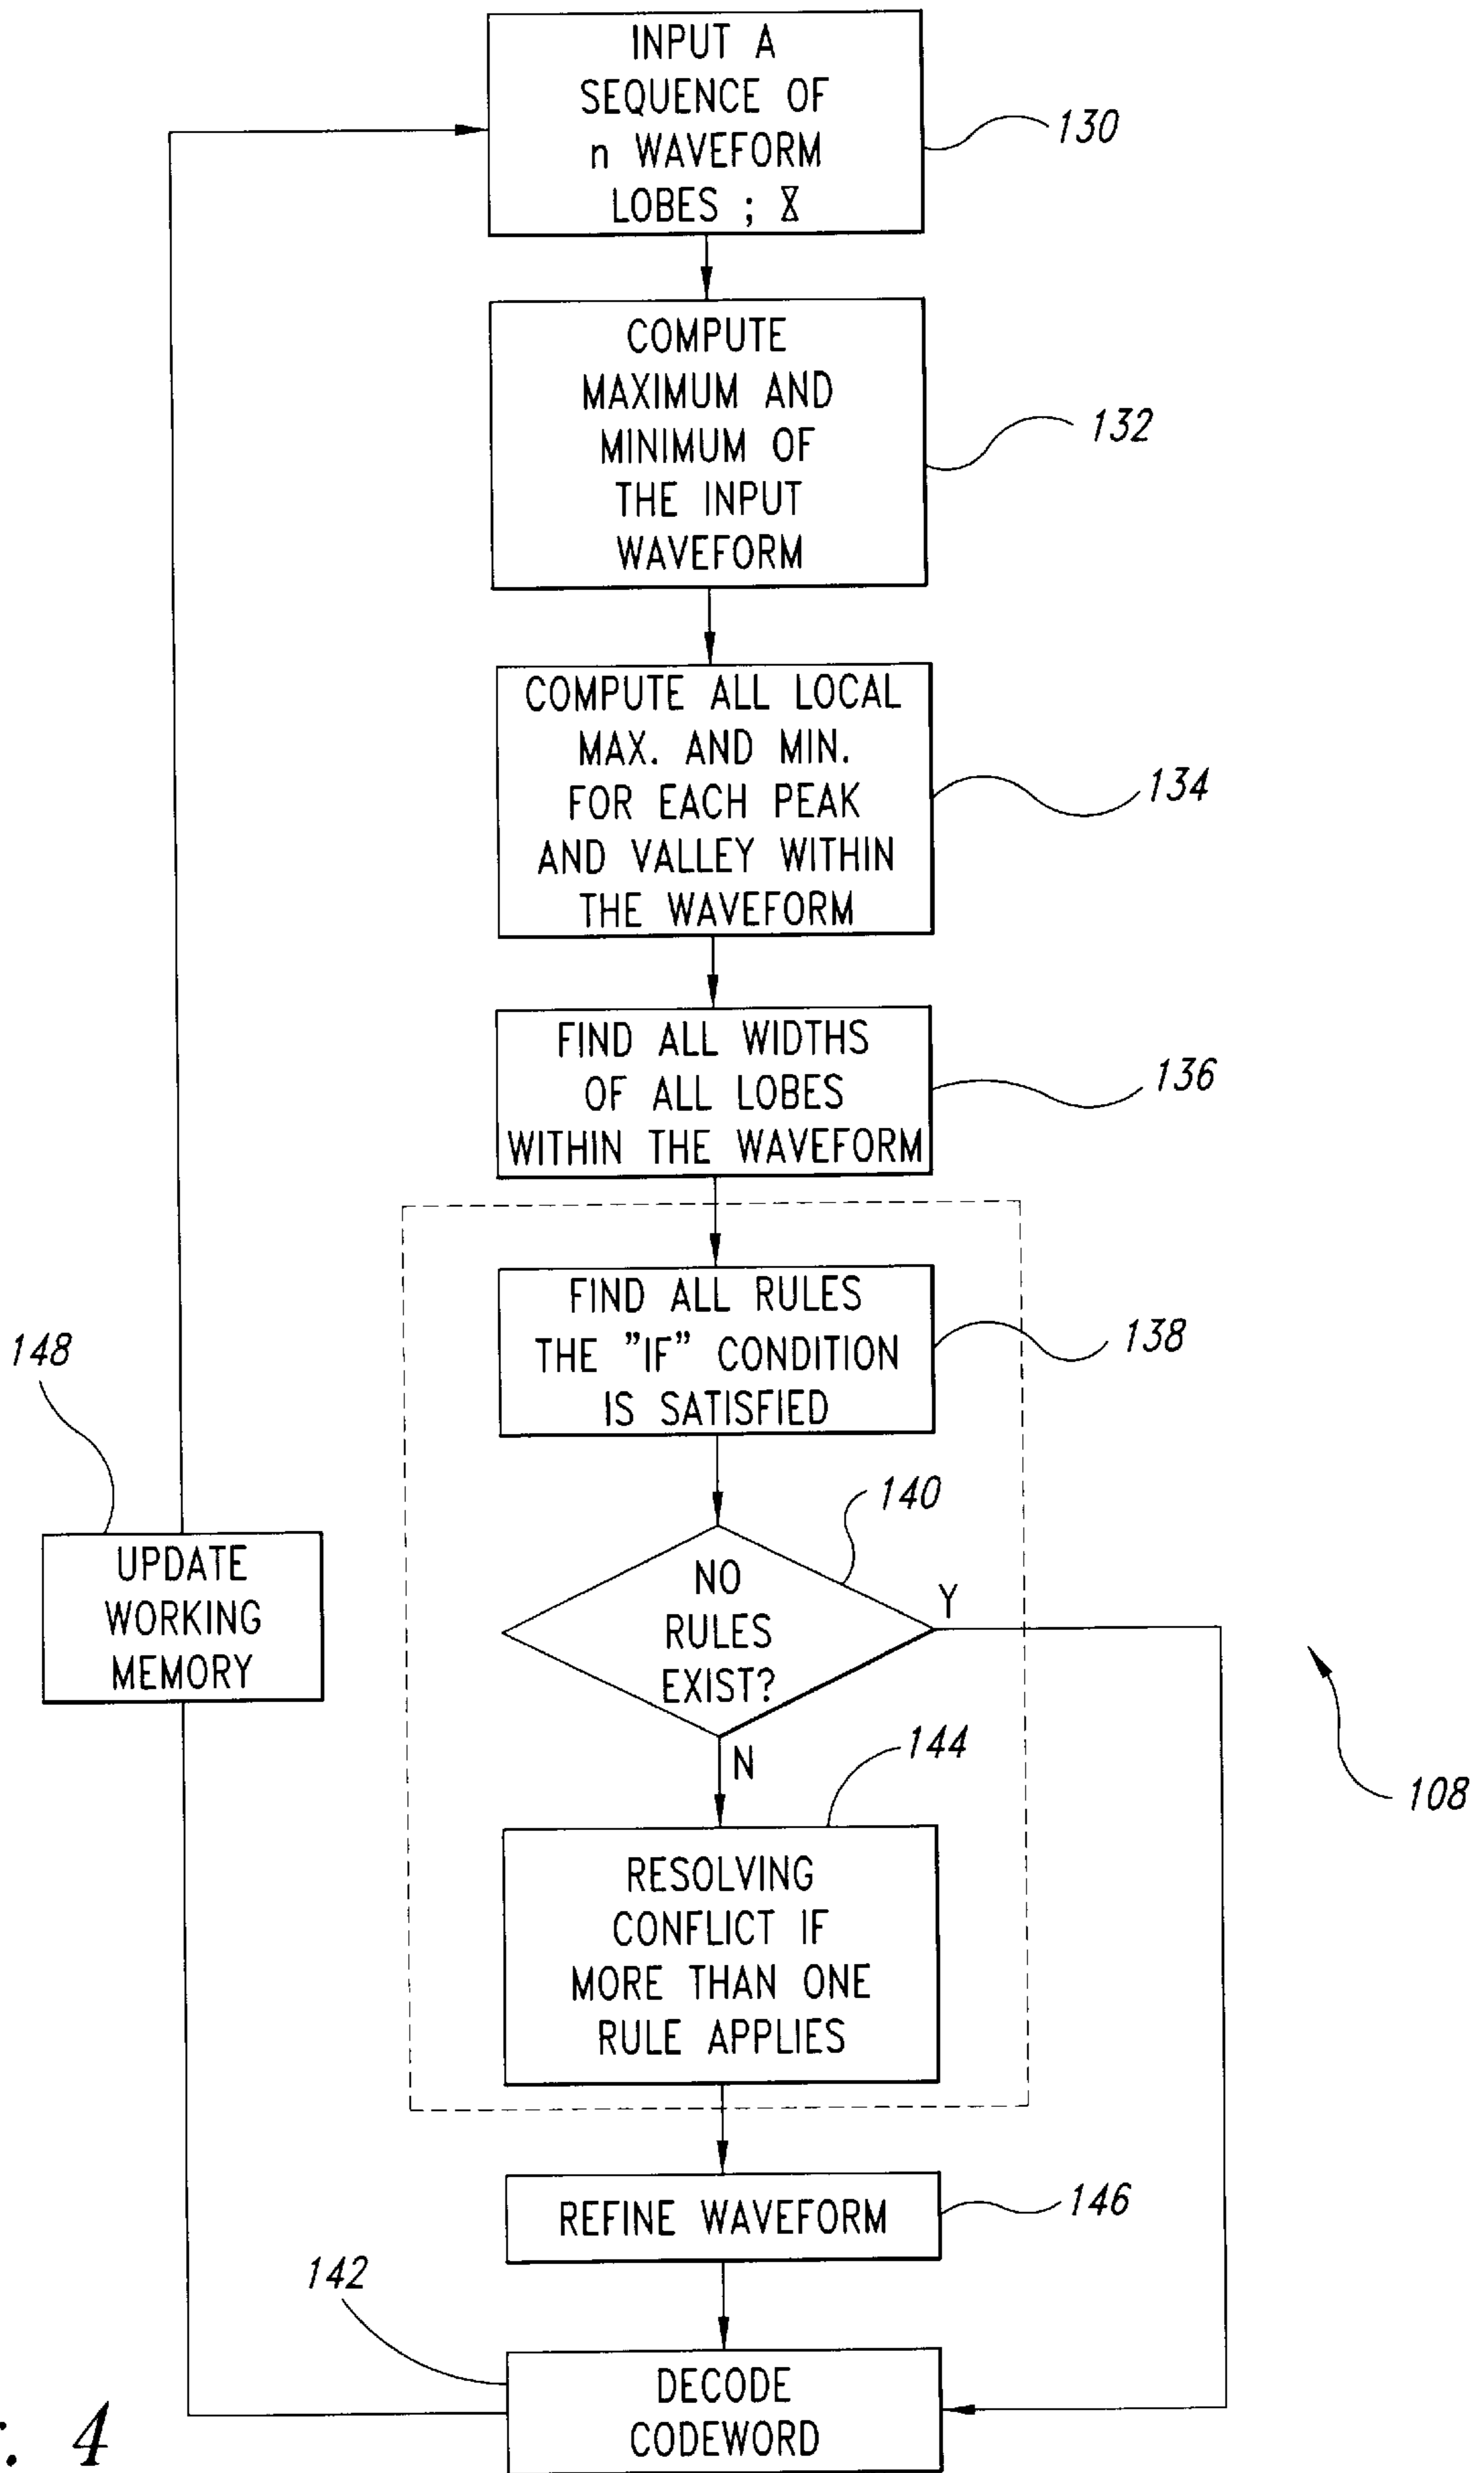 INPUT A
SEQUENCE OF
n WAVEFORM
LOBES ; X
130
COMPUTE
MAXIMUM AND
MINIMUM OF
THE INPUT
WAVEFORM
132
COMPUTE ALL LOCAL
MAX. AND MIN.
FOR EACH PEAK
AND VALLEY WITHIN
THE WAVEFORM
134
FIND ALL WIDTHS
OF ALL LOBES
WITHIN THE WAVEFORM
136
FIND ALL RULES
THE "IF" CONDITION
IS SATISFIED
138
148
UPDATE
WORKING
MEMORY
140
NO
RULES
EXIST?
Y
N
144
108
RESOLVING
CONFLICT IF
MORE THAN ONE
RULE APPLIES
REFINE WAVEFORM
146
142
DECODE
CODEWORD
. 4